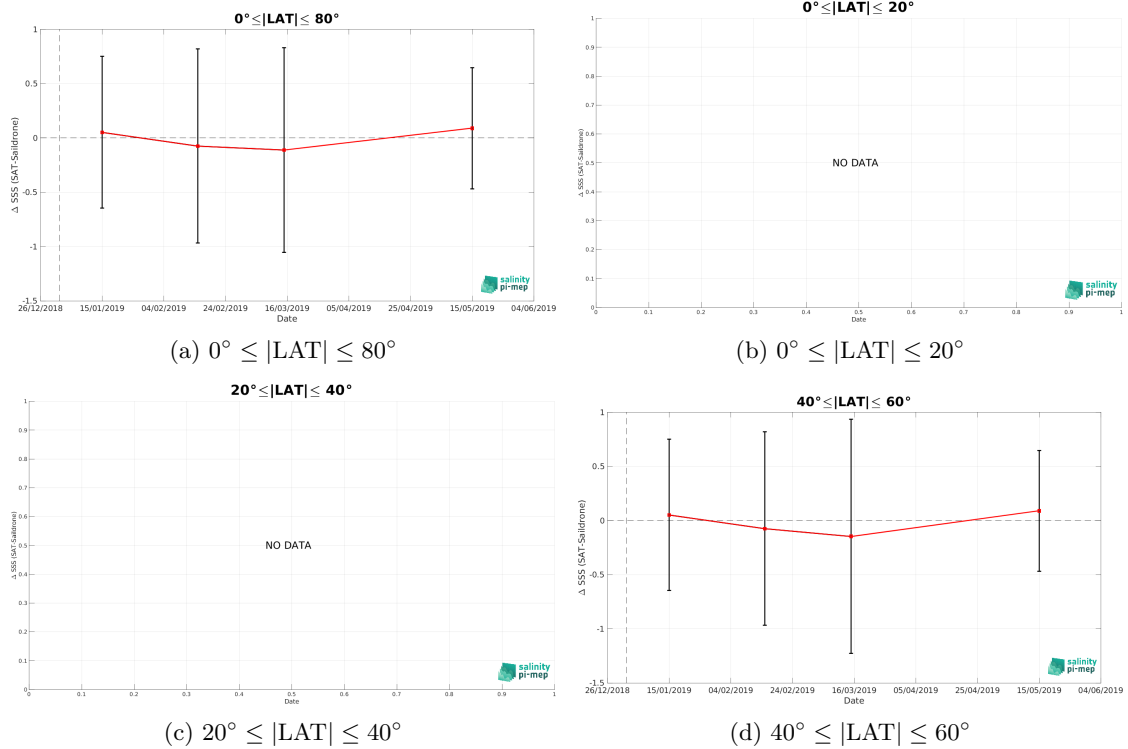 0°≤|LAT|≤ 80°
1
0.5
0
-0.5
-1
-1.5
Δ SSS (SAT-Saildrone)
26/12/2018 15/01/2019 04/02/2019 24/02/2019 16/03/2019 05/04/2019 25/04/2019 15/05/2019 04/06/2019
Date
salinity
pi-mep
(a) 0° ≤ |LAT| ≤ 80°
0°≤|LAT|≤ 20°
1
0.9
0.8
0.7
0.6
0.5
0.4
0.3
0.2
0.1
0
Δ SSS (SAT-Saildrone)
NO DATA
0 0.1 0.2 0.3 0.4 0.5 0.6 0.7 0.8 0.9 1
Date
salinity
pi-mep
(b) 0° ≤ |LAT| ≤ 20°
20°≤|LAT|≤ 40°
1
0.9
0.8
0.7
0.6
0.5
0.4
0.3
0.2
0.1
0
Δ SSS (SAT-Saildrone)
NO DATA
0 0.1 0.2 0.3 0.4 0.5 0.6 0.7 0.8 0.9 1
Date
salinity
pi-mep
(c) 20° ≤ |LAT| ≤ 40°
40°≤|LAT|≤ 60°
1
0.5
0
-0.5
-1
-1.5
Δ SSS (SAT-Saildrone)
26/12/2018 15/01/2019 04/02/2019 24/02/2019 16/03/2019 05/04/2019 25/04/2019 15/05/2019 04/06/2019
Date
salinity
pi-mep
(d) 40° ≤ |LAT| ≤ 60°